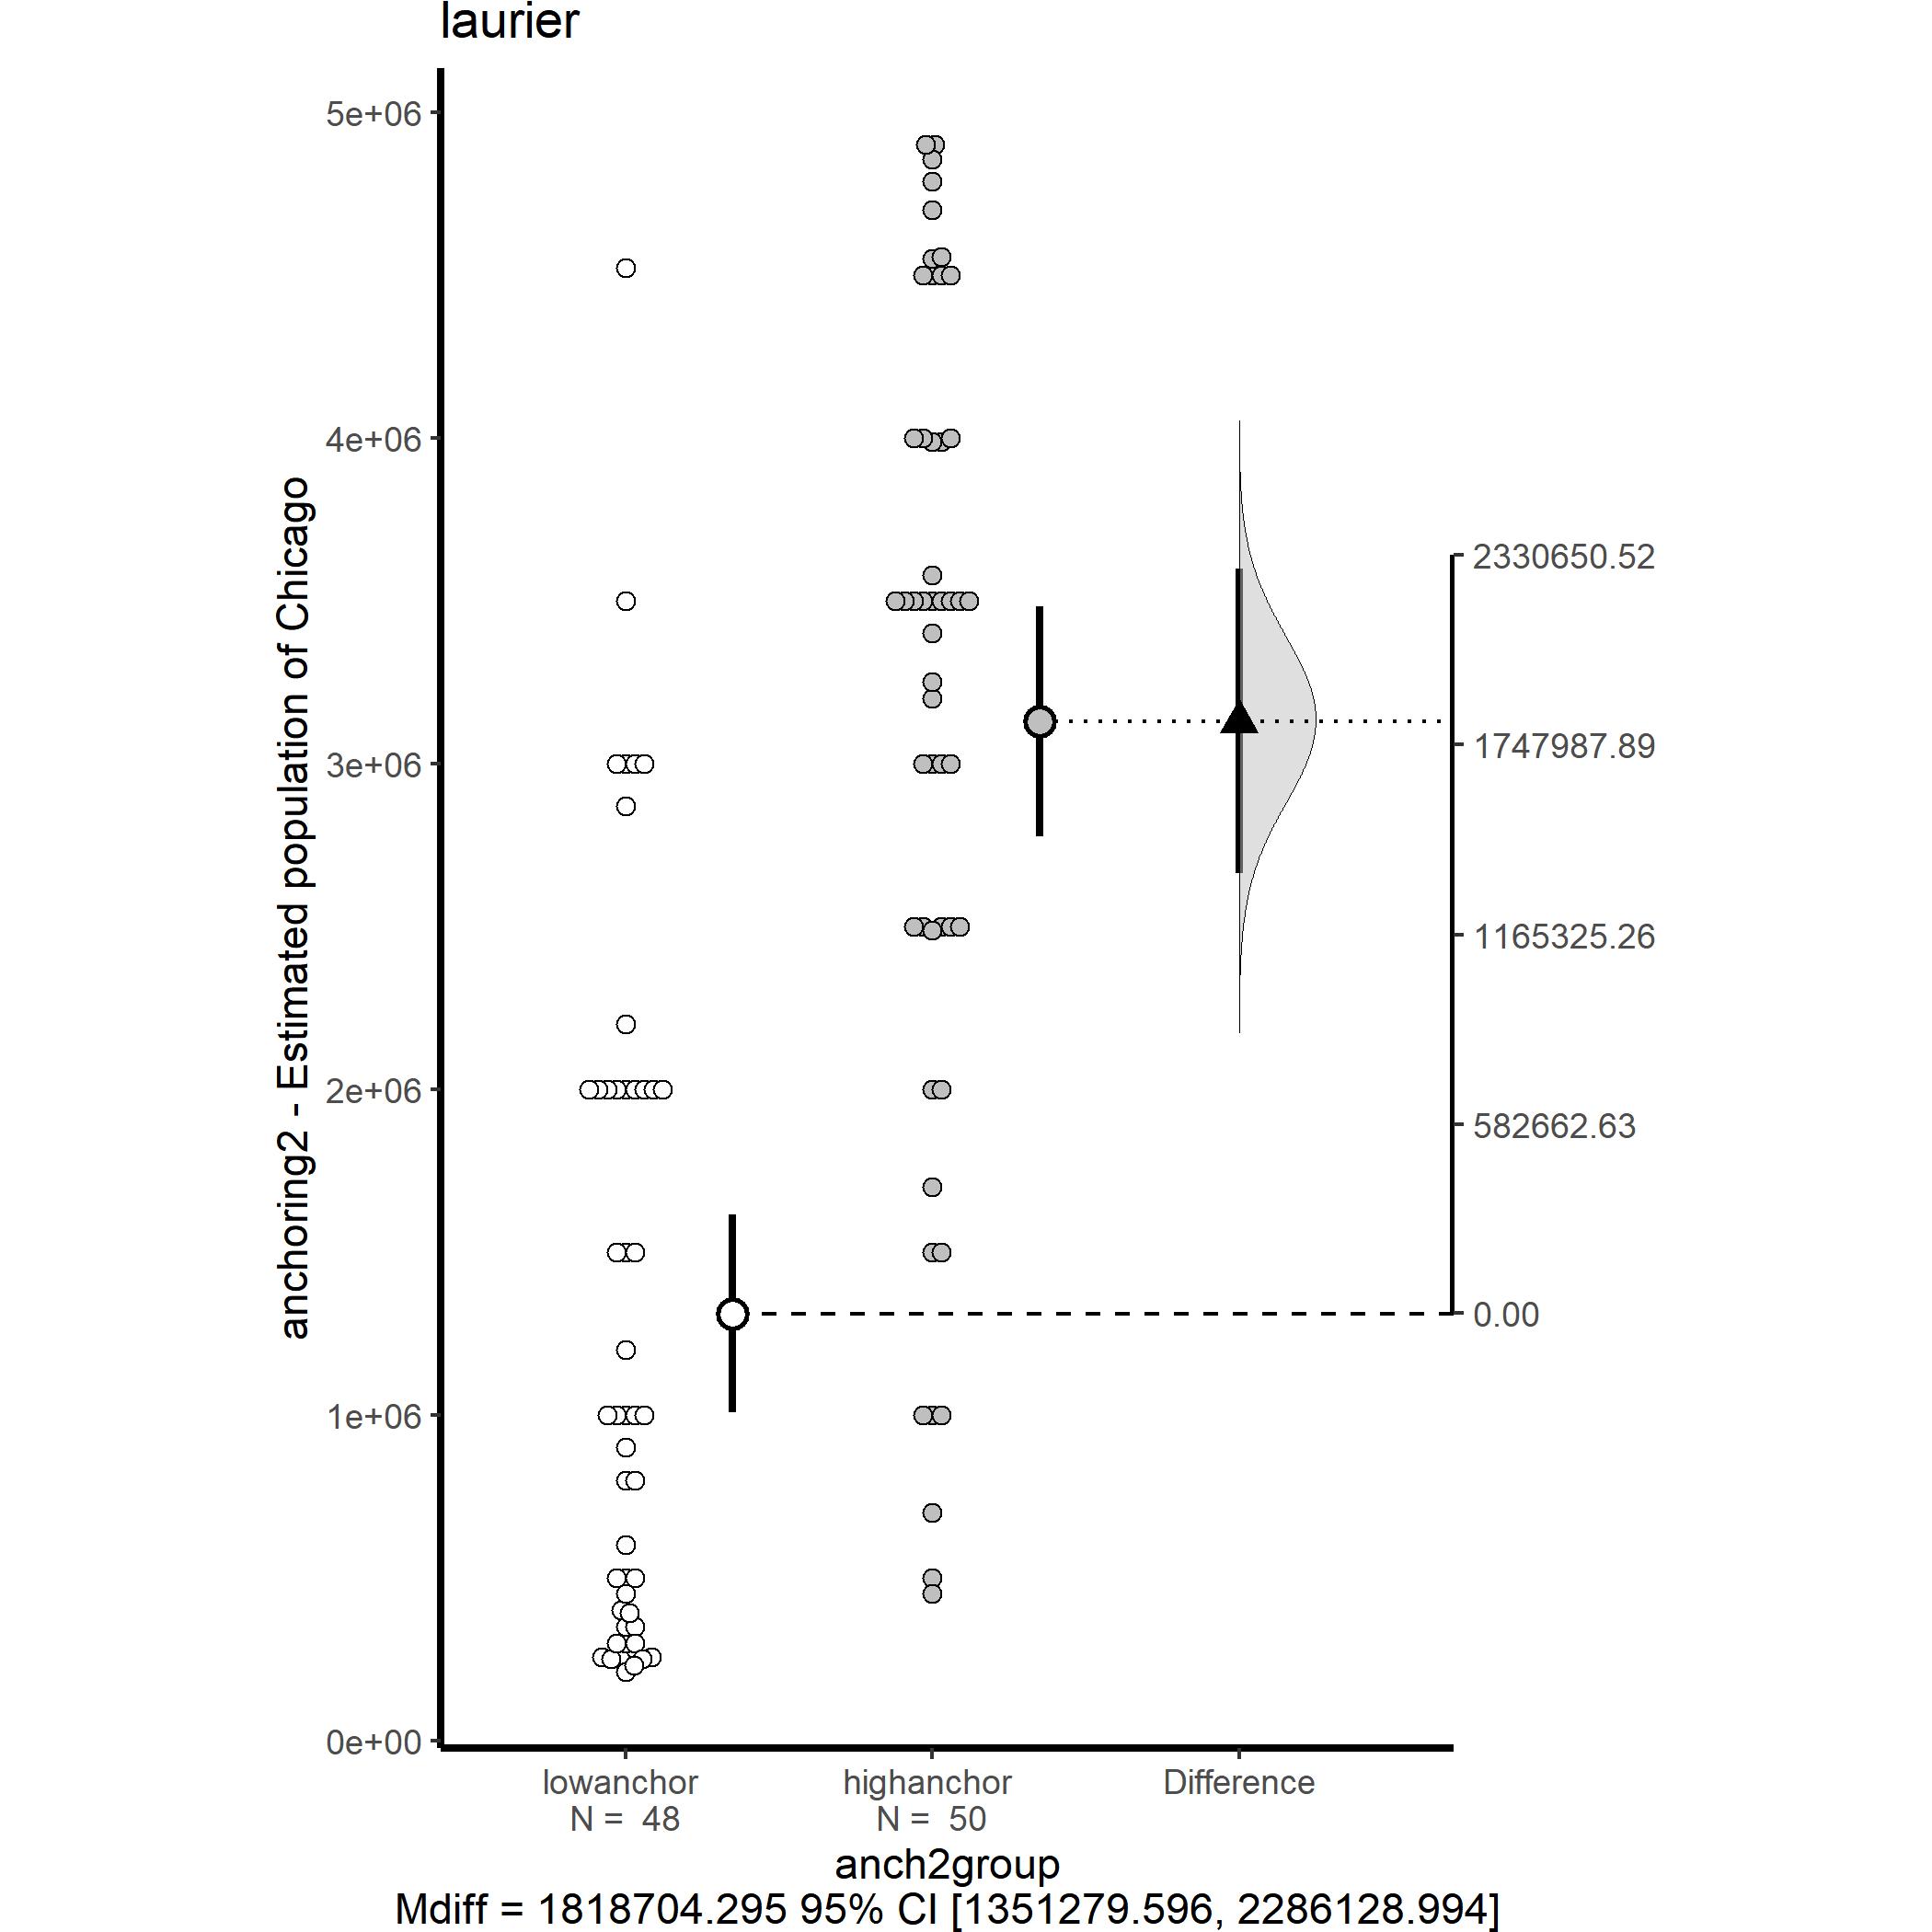 laurier
5e+06
4e+06
3e+06
2e+06
1e+06
0e+00
anchoring2 - Estimated population of Chicago
2330650.52
1747987.89
1165325.26
582662.63
0.00
lowanchor
N =  48
highanchor
N =  50
Difference
anch2group
Mdiff = 1818704.295 95% CI [1351279.596, 2286128.994]